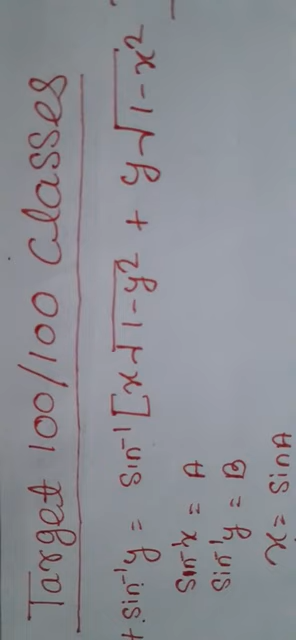 Target 100/100 classes
+ sin⁻¹y = sin⁻¹[x√1-y² + y√1-x²
sin⁻¹x = A
sin⁻¹y = B
x = sinA